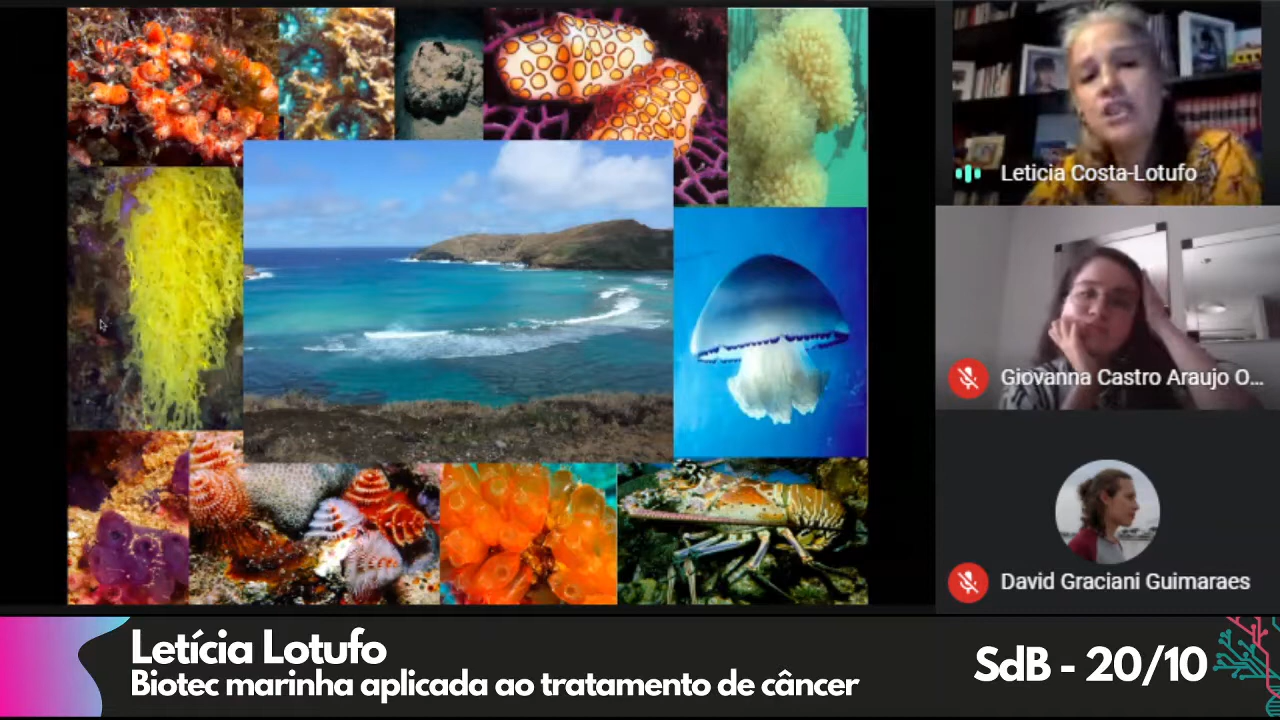 Leticia Costa-Lotufo
Giovanna Castro Araujo O...
David Graciani Guimaraes
Letícia Lotufo
Biotec marinha aplicada ao tratamento de câncer
SdB - 20/10